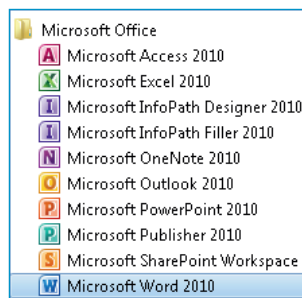 Microsoft Office
A Microsoft Access 2010
X Microsoft Excel 2010
I Microsoft InfoPath Designer 2010
I Microsoft InfoPath Filler 2010
N Microsoft OneNote 2010
O Microsoft Outlook 2010
P Microsoft PowerPoint 2010
P Microsoft Publisher 2010
S Microsoft SharePoint Workspace
W Microsoft Word 2010